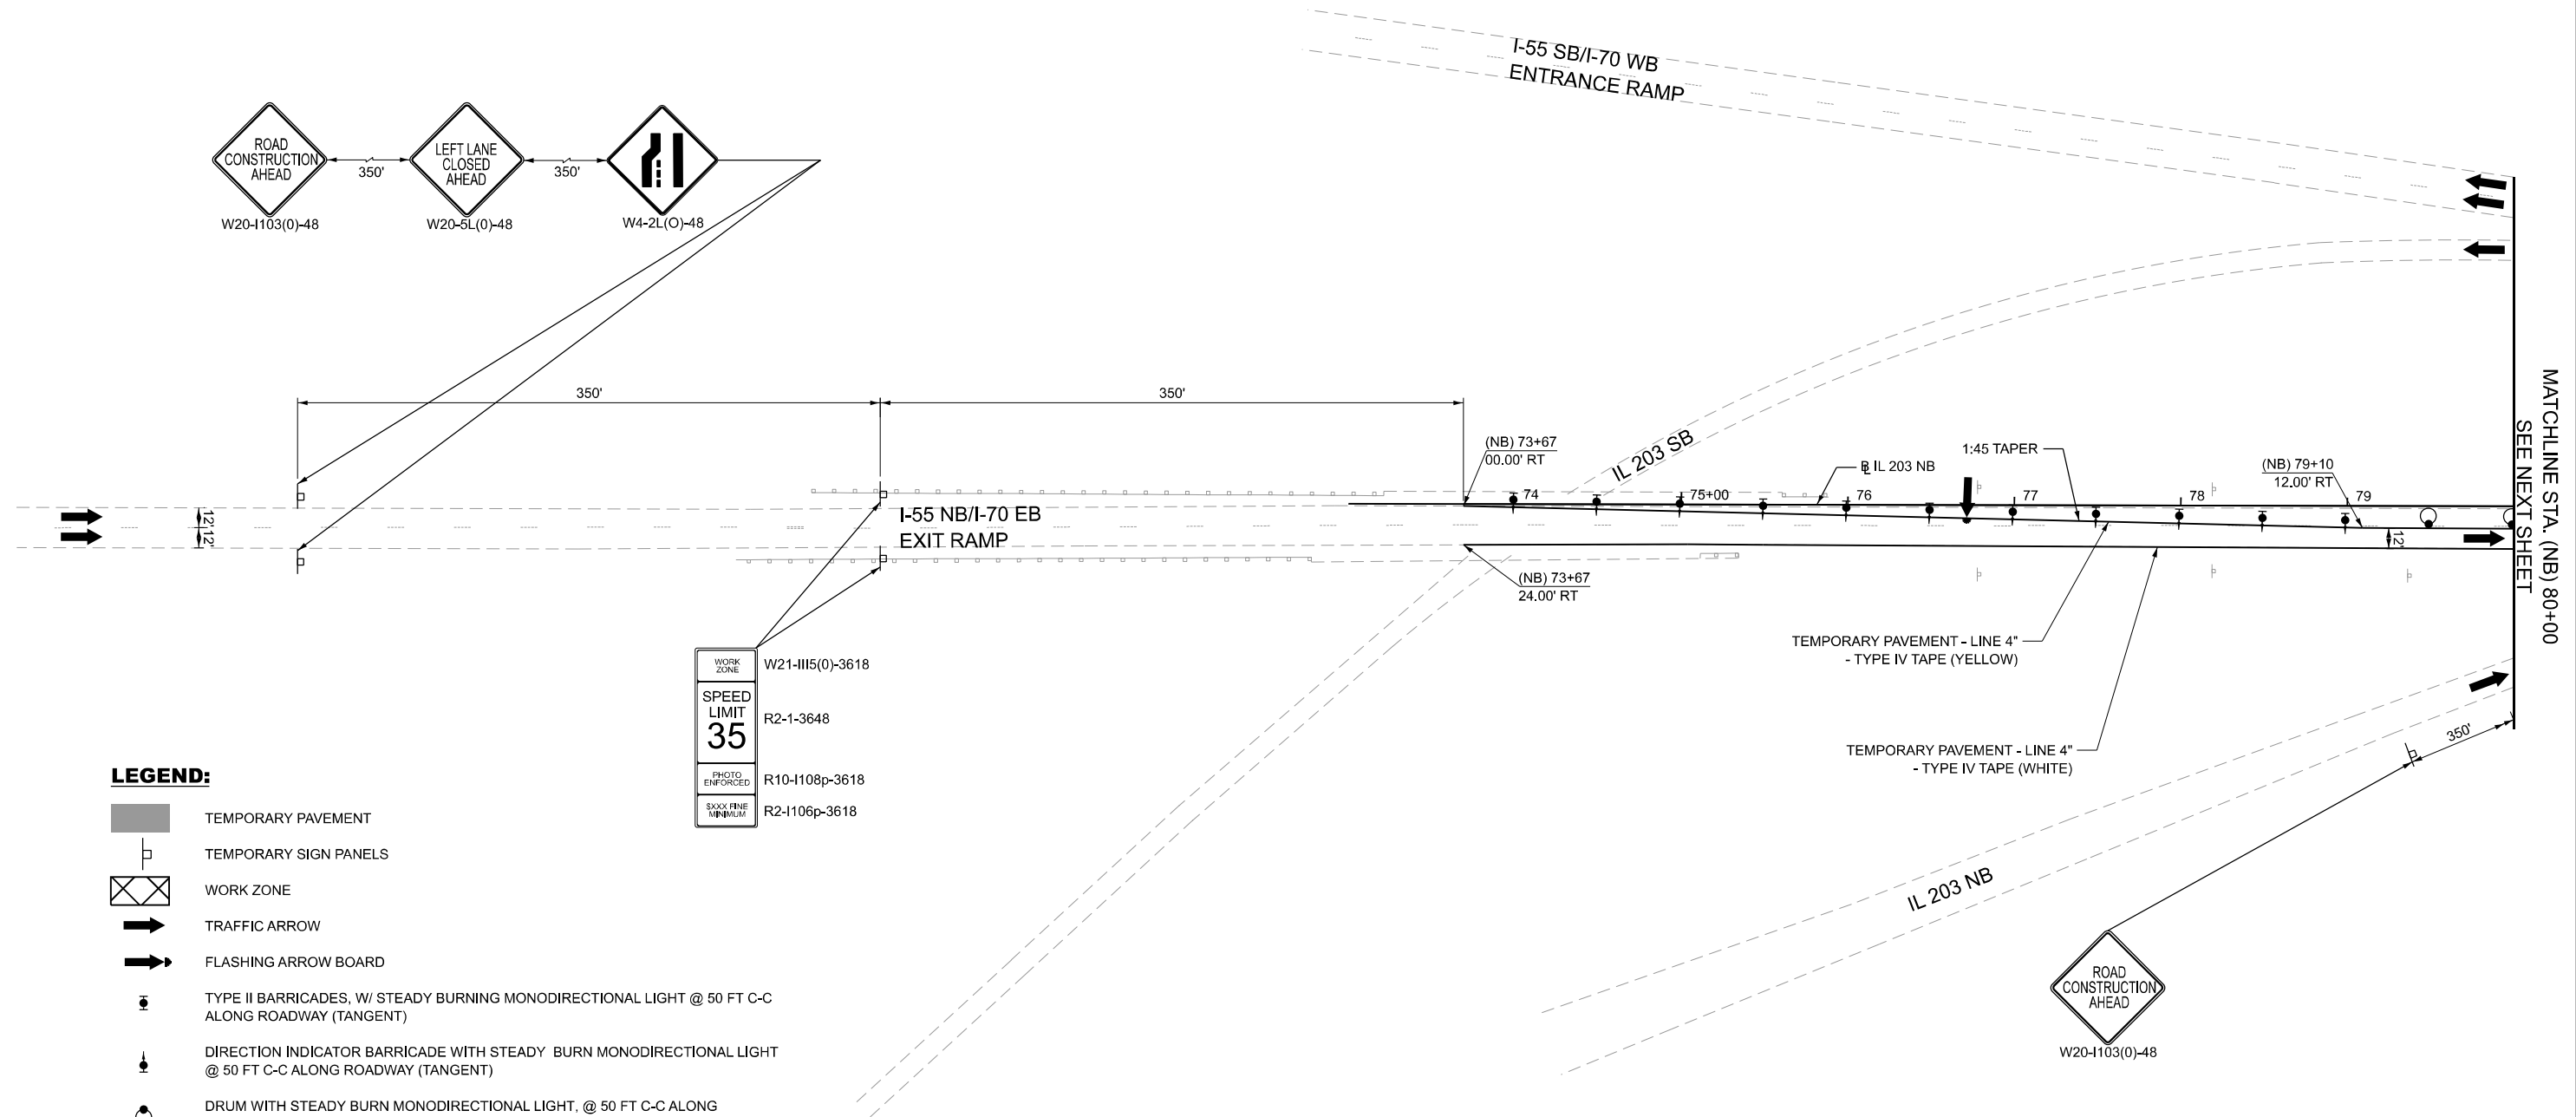 I-55 SB/I-70 WB
ENTRANCE RAMP
ROAD
CONSTRUCTION
AHEAD
W20-I103(0)-48
350'
LEFT LANE
CLOSED
AHEAD
W20-5L(0)-48
350'
W4-2L(O)-48
350'
350'
12'
12'
I-55 NB/I-70 EB
EXIT RAMP
(NB) 73+67
00.00' RT
IL 203 SB
74
75+00
76
77
78
79
IL 203 NB
1:45 TAPER
(NB) 79+10
12.00' RT
12'
(NB) 73+67
24.00' RT
MATCHLINE STA. (NB) 80+00
SEE NEXT SHEET
TEMPORARY PAVEMENT - LINE 4"
- TYPE IV TAPE (YELLOW)
TEMPORARY PAVEMENT - LINE 4"
- TYPE IV TAPE (WHITE)
350'
IL 203 NB
ROAD
CONSTRUCTION
AHEAD
W20-I103(0)-48
WORK
ZONE
W21-III5(0)-3618
SPEED
LIMIT
35
R2-1-3648
PHOTO
ENFORCED
R10-I108p-3618
$XXX FINE
MINIMUM
R2-I106p-3618
LEGEND:
TEMPORARY PAVEMENT
TEMPORARY SIGN PANELS
WORK ZONE
TRAFFIC ARROW
FLASHING ARROW BOARD
TYPE II BARRICADES, W/ STEADY BURNING MONODIRECTIONAL LIGHT @ 50 FT C-C
ALONG ROADWAY (TANGENT)
DIRECTION INDICATOR BARRICADE WITH STEADY BURN MONODIRECTIONAL LIGHT
@ 50 FT C-C ALONG ROADWAY (TANGENT)
DRUM WITH STEADY BURN MONODIRECTIONAL LIGHT, @ 50 FT C-C ALONG